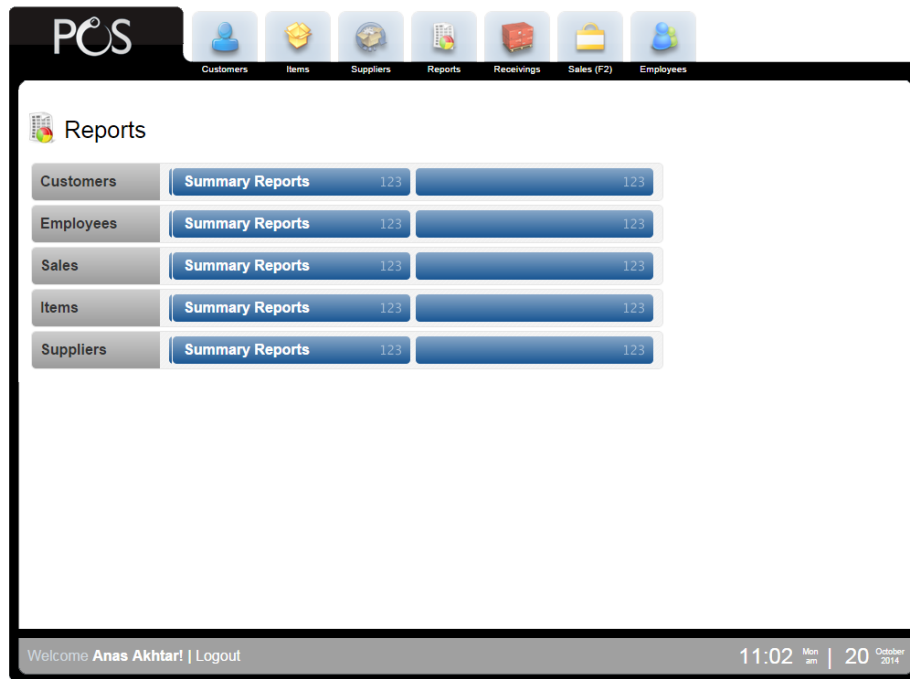 POS
Customers Items Suppliers Reports Receivings Sales (F2) Employees
Reports
Customers Summary Reports 123 123
Employees Summary Reports 123 123
Sales Summary Reports 123 123
Items Summary Reports 123 123
Suppliers Summary Reports 123 123
Welcome Anas Akhtar! | Logout
11:02 Mon am | 20 October 2014